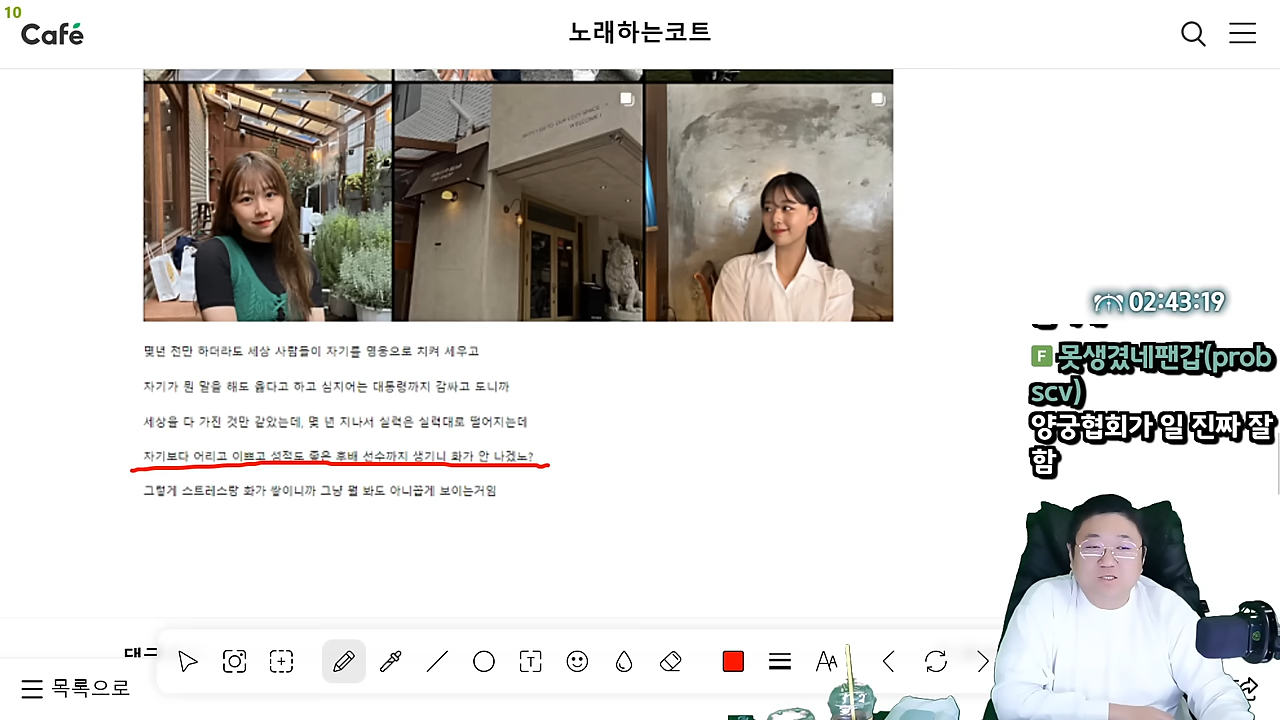 10
Café
노래하는코트
WELCOME!
몇년 전만 하더라도 세상 사람들이 자기를 영웅으로 치켜 세우고
자기가 뭔 말을 해도 옳다고 하고 심지어는 대통령까지 감싸고 도니까
세상을 다 가진 것만 같았는데, 몇 년 지나서 실력은 실력대로 떨어지는데
자기보다 어리고 이쁘고 성적도 좋은 후배 선수까지 생기니 화가 안 나겠노?
그렇게 스트레스랑 화가 쌓이니까 그냥 뭘 봐도 아니꼽게 보이는거임
02:43:19
F 못생겼네팬갑(prob
scv)
양궁협회가 일 진짜 잘
함
목록으로